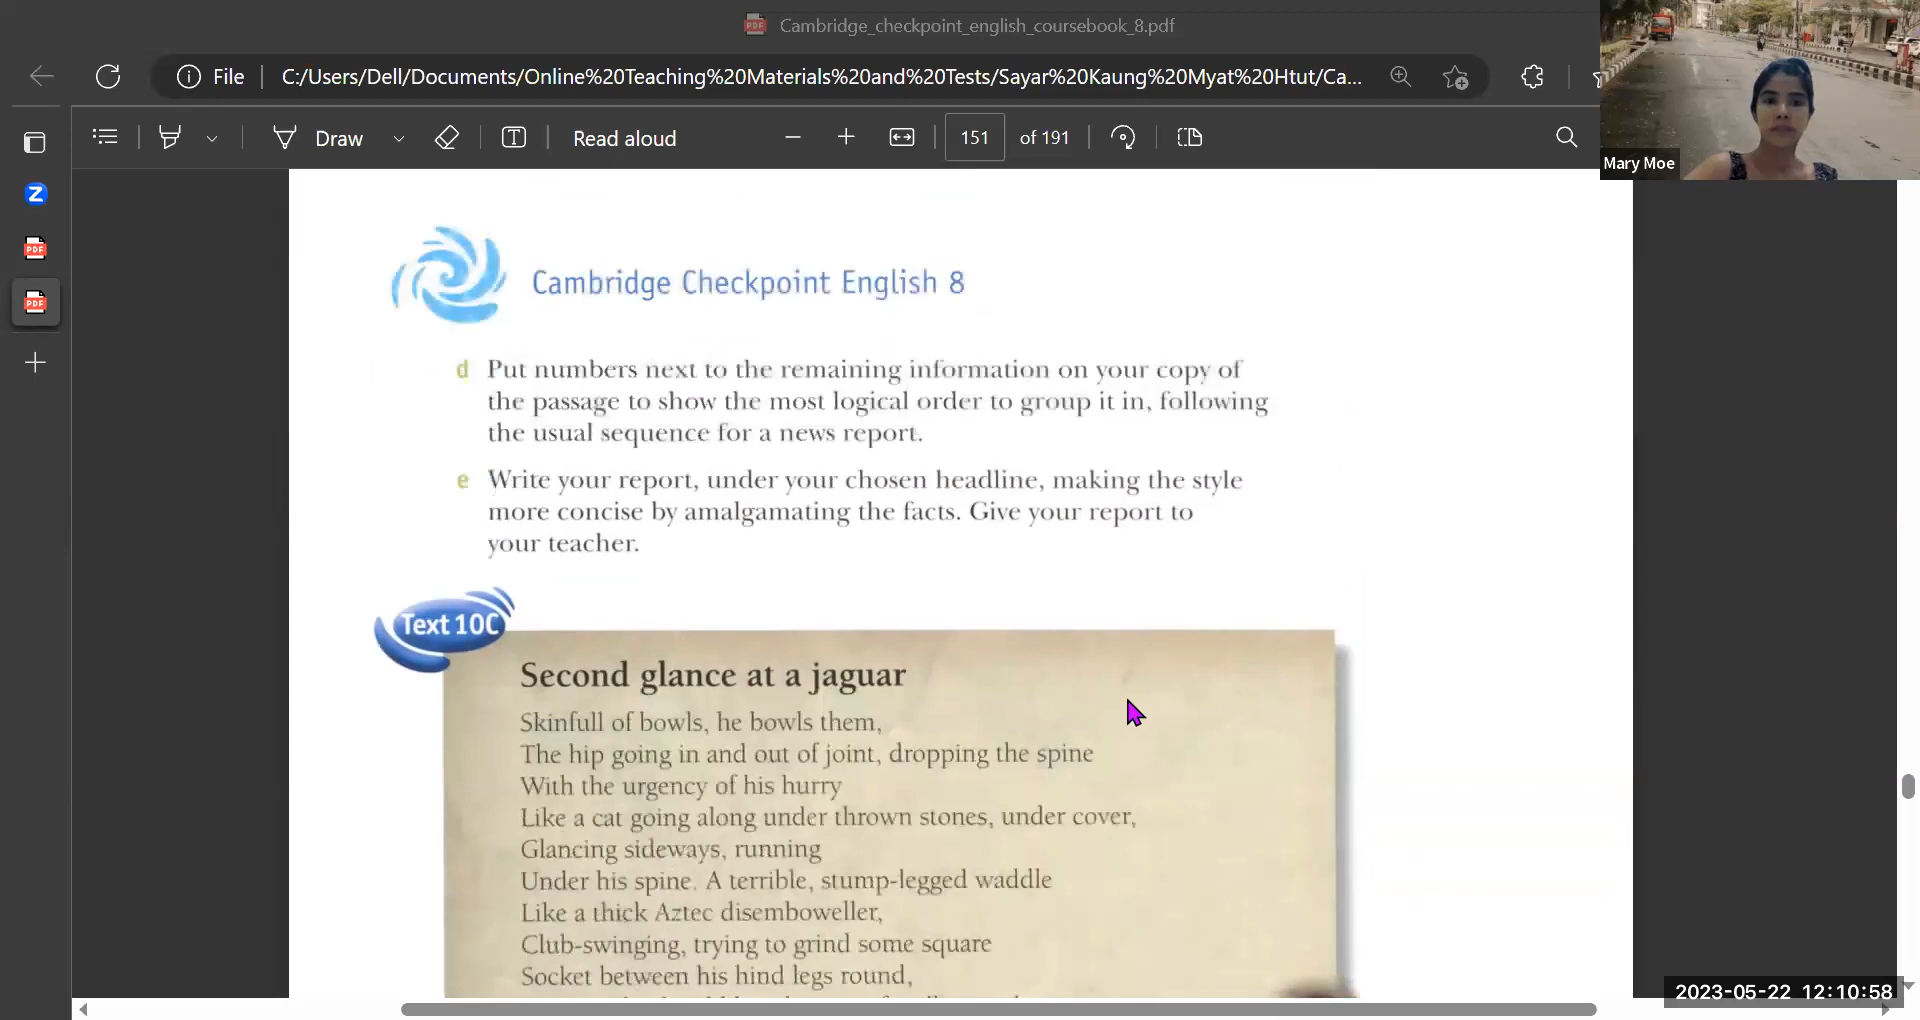 Cambridge_checkpoint_english_coursebook_8.pdf
File
C:/Users/Dell/Documents/Online%20Teaching%20Materials%20and%20Tests/Sayar%20Kaung%20Myat%20Htut/Ca...
Draw
Read aloud
151 of 191
Mary Moe
Cambridge Checkpoint English 8
d Put numbers next to the remaining information on your copy of
the passage to show the most logical order to group it in, following
the usual sequence for a news report.
e Write your report, under your chosen headline, making the style
more concise by amalgamating the facts. Give your report to
your teacher.
Text 10C
Second glance at a jaguar
Skinfull of bowls, he bowls them,
The hip going in and out of joint, dropping the spine
With the urgency of his hurry
Like a cat going along under thrown stones, under cover,
Glancing sideways, running
Under his spine. A terrible, stump-legged waddle
Like a thick Aztec disemboweller,
Club-swinging, trying to grind some square
Socket between his hind legs round,
2023-05-22 12:10:58